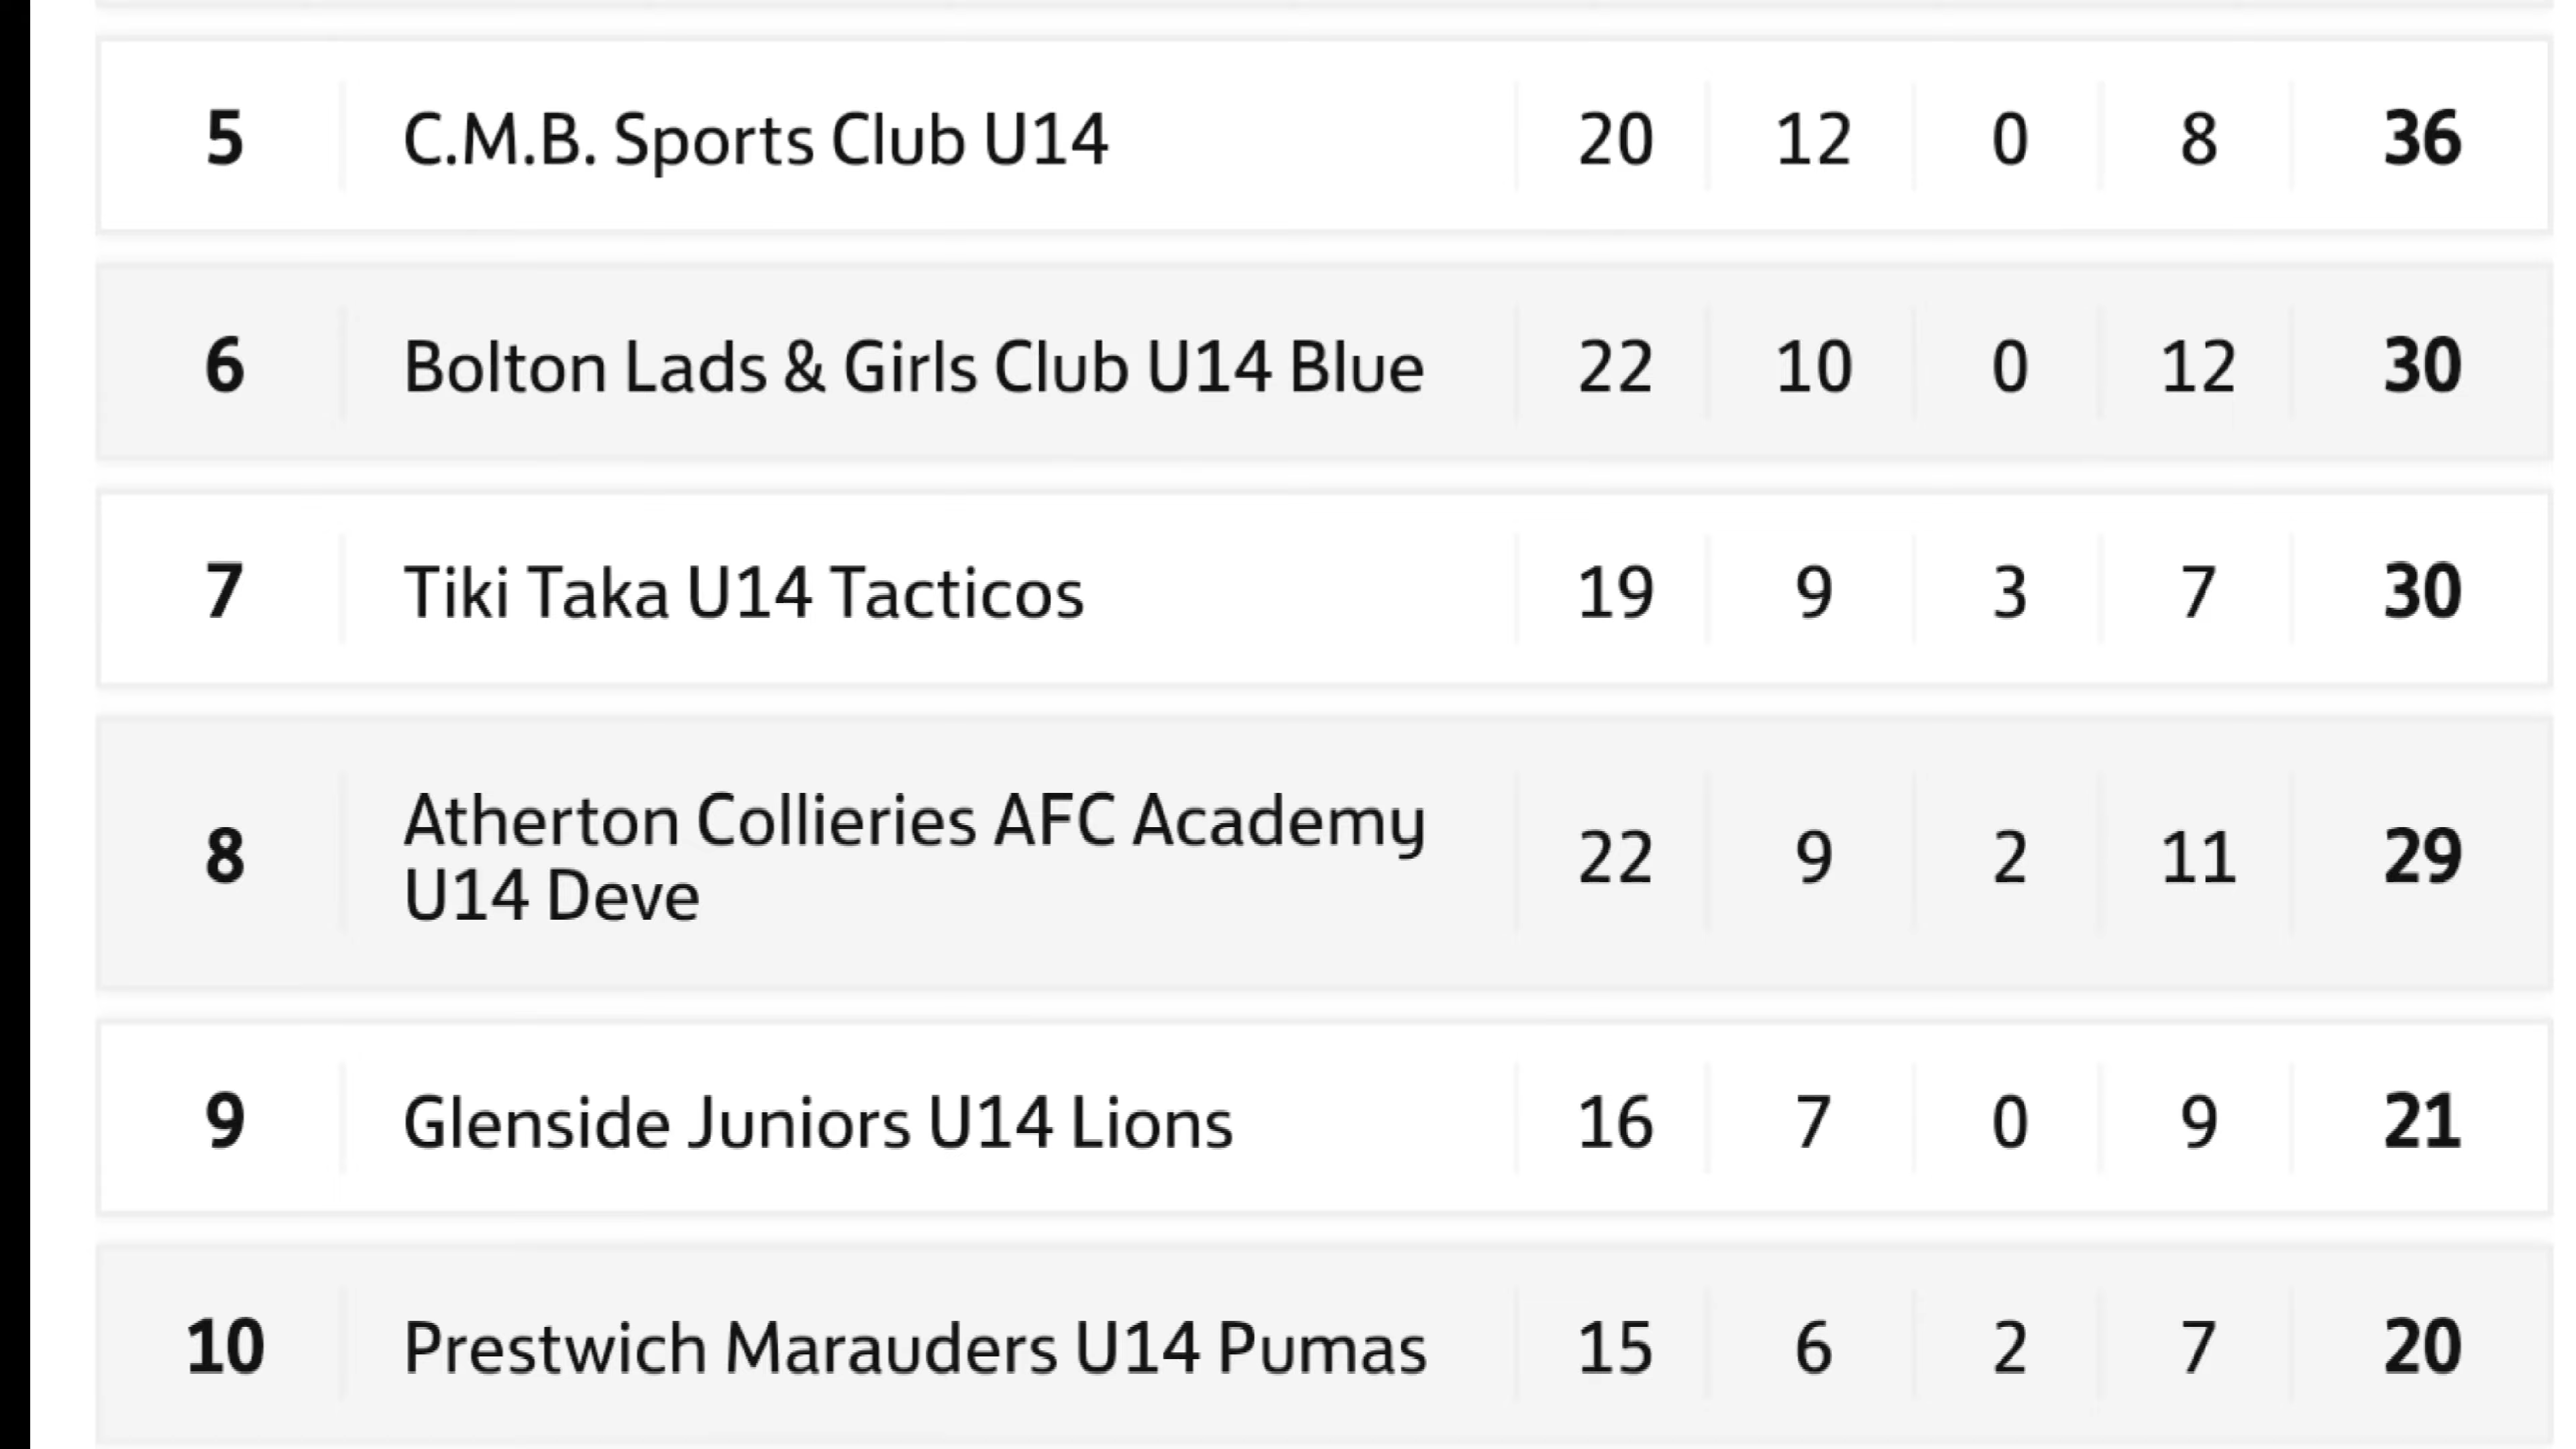 5 C.M.B. Sports Club U14 20 12 0 8 36
6 Bolton Lads & Girls Club U14 Blue 22 10 0 12 30
7 Tiki Taka U14 Tacticos 19 9 3 7 30
8 Atherton Collieries AFC Academy 22 9 2 11 29
U14 Deve
9 Glenside Juniors U14 Lions 16 7 0 9 21
10 Prestwich Marauders U14 Pumas 15 6 2 7 20